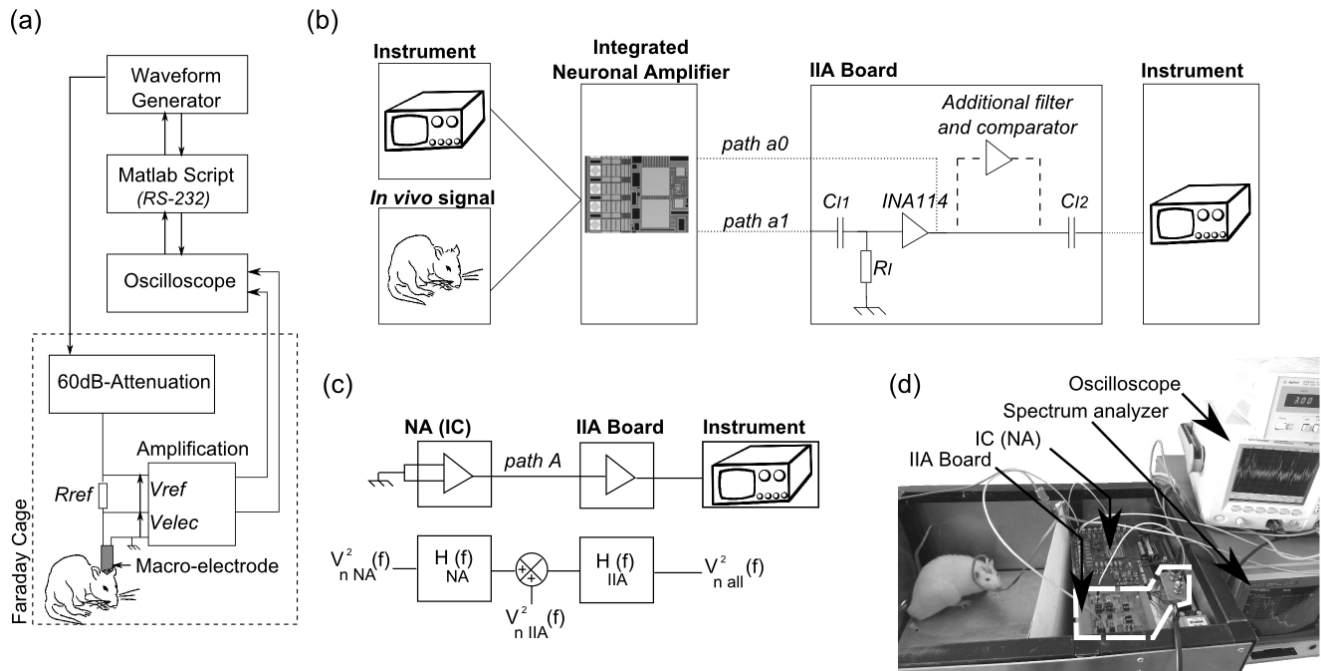 (a)
Waveform
Generator
Matlab Script
(RS-232)
Oscilloscope
60dB-Attenuation
Amplification
Rref
Vref
Velec
Macro-electrode
Faraday Cage
(b)
Instrument
In vivo signal
Integrated
Neuronal Amplifier
path a0
path a1
IIA Board
Additional filter
and comparator
CI1
INA114
CI2
RI
Instrument
(c)
NA (IC)
path A
IIA Board
Instrument
V²n NA(f)
H NA (f)
V²n IIA(f)
H IIA (f)
V²n all(f)
(d)
Oscilloscope
Spectrum analyzer
IC (NA)
IIA Board
3.00